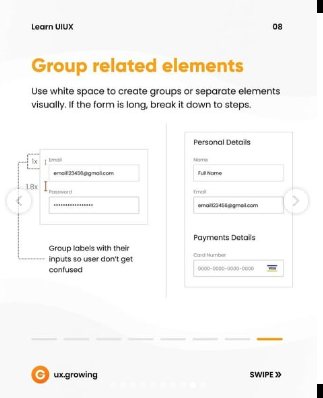 Learn UIUX
08
Group related elements
Use white space to create groups or separate elements
visually. If the form is long, break it down to steps.
1x
Email
email123456@gmail.com
1.8x
Password
Group labels with their
inputs so user don't get
confused
Personal Details
Name
Full Name
Email
email123456@gmail.com
Payments Details
Card Number
0000-0000-0000-0000
VISA
ux.growing
SWIPE